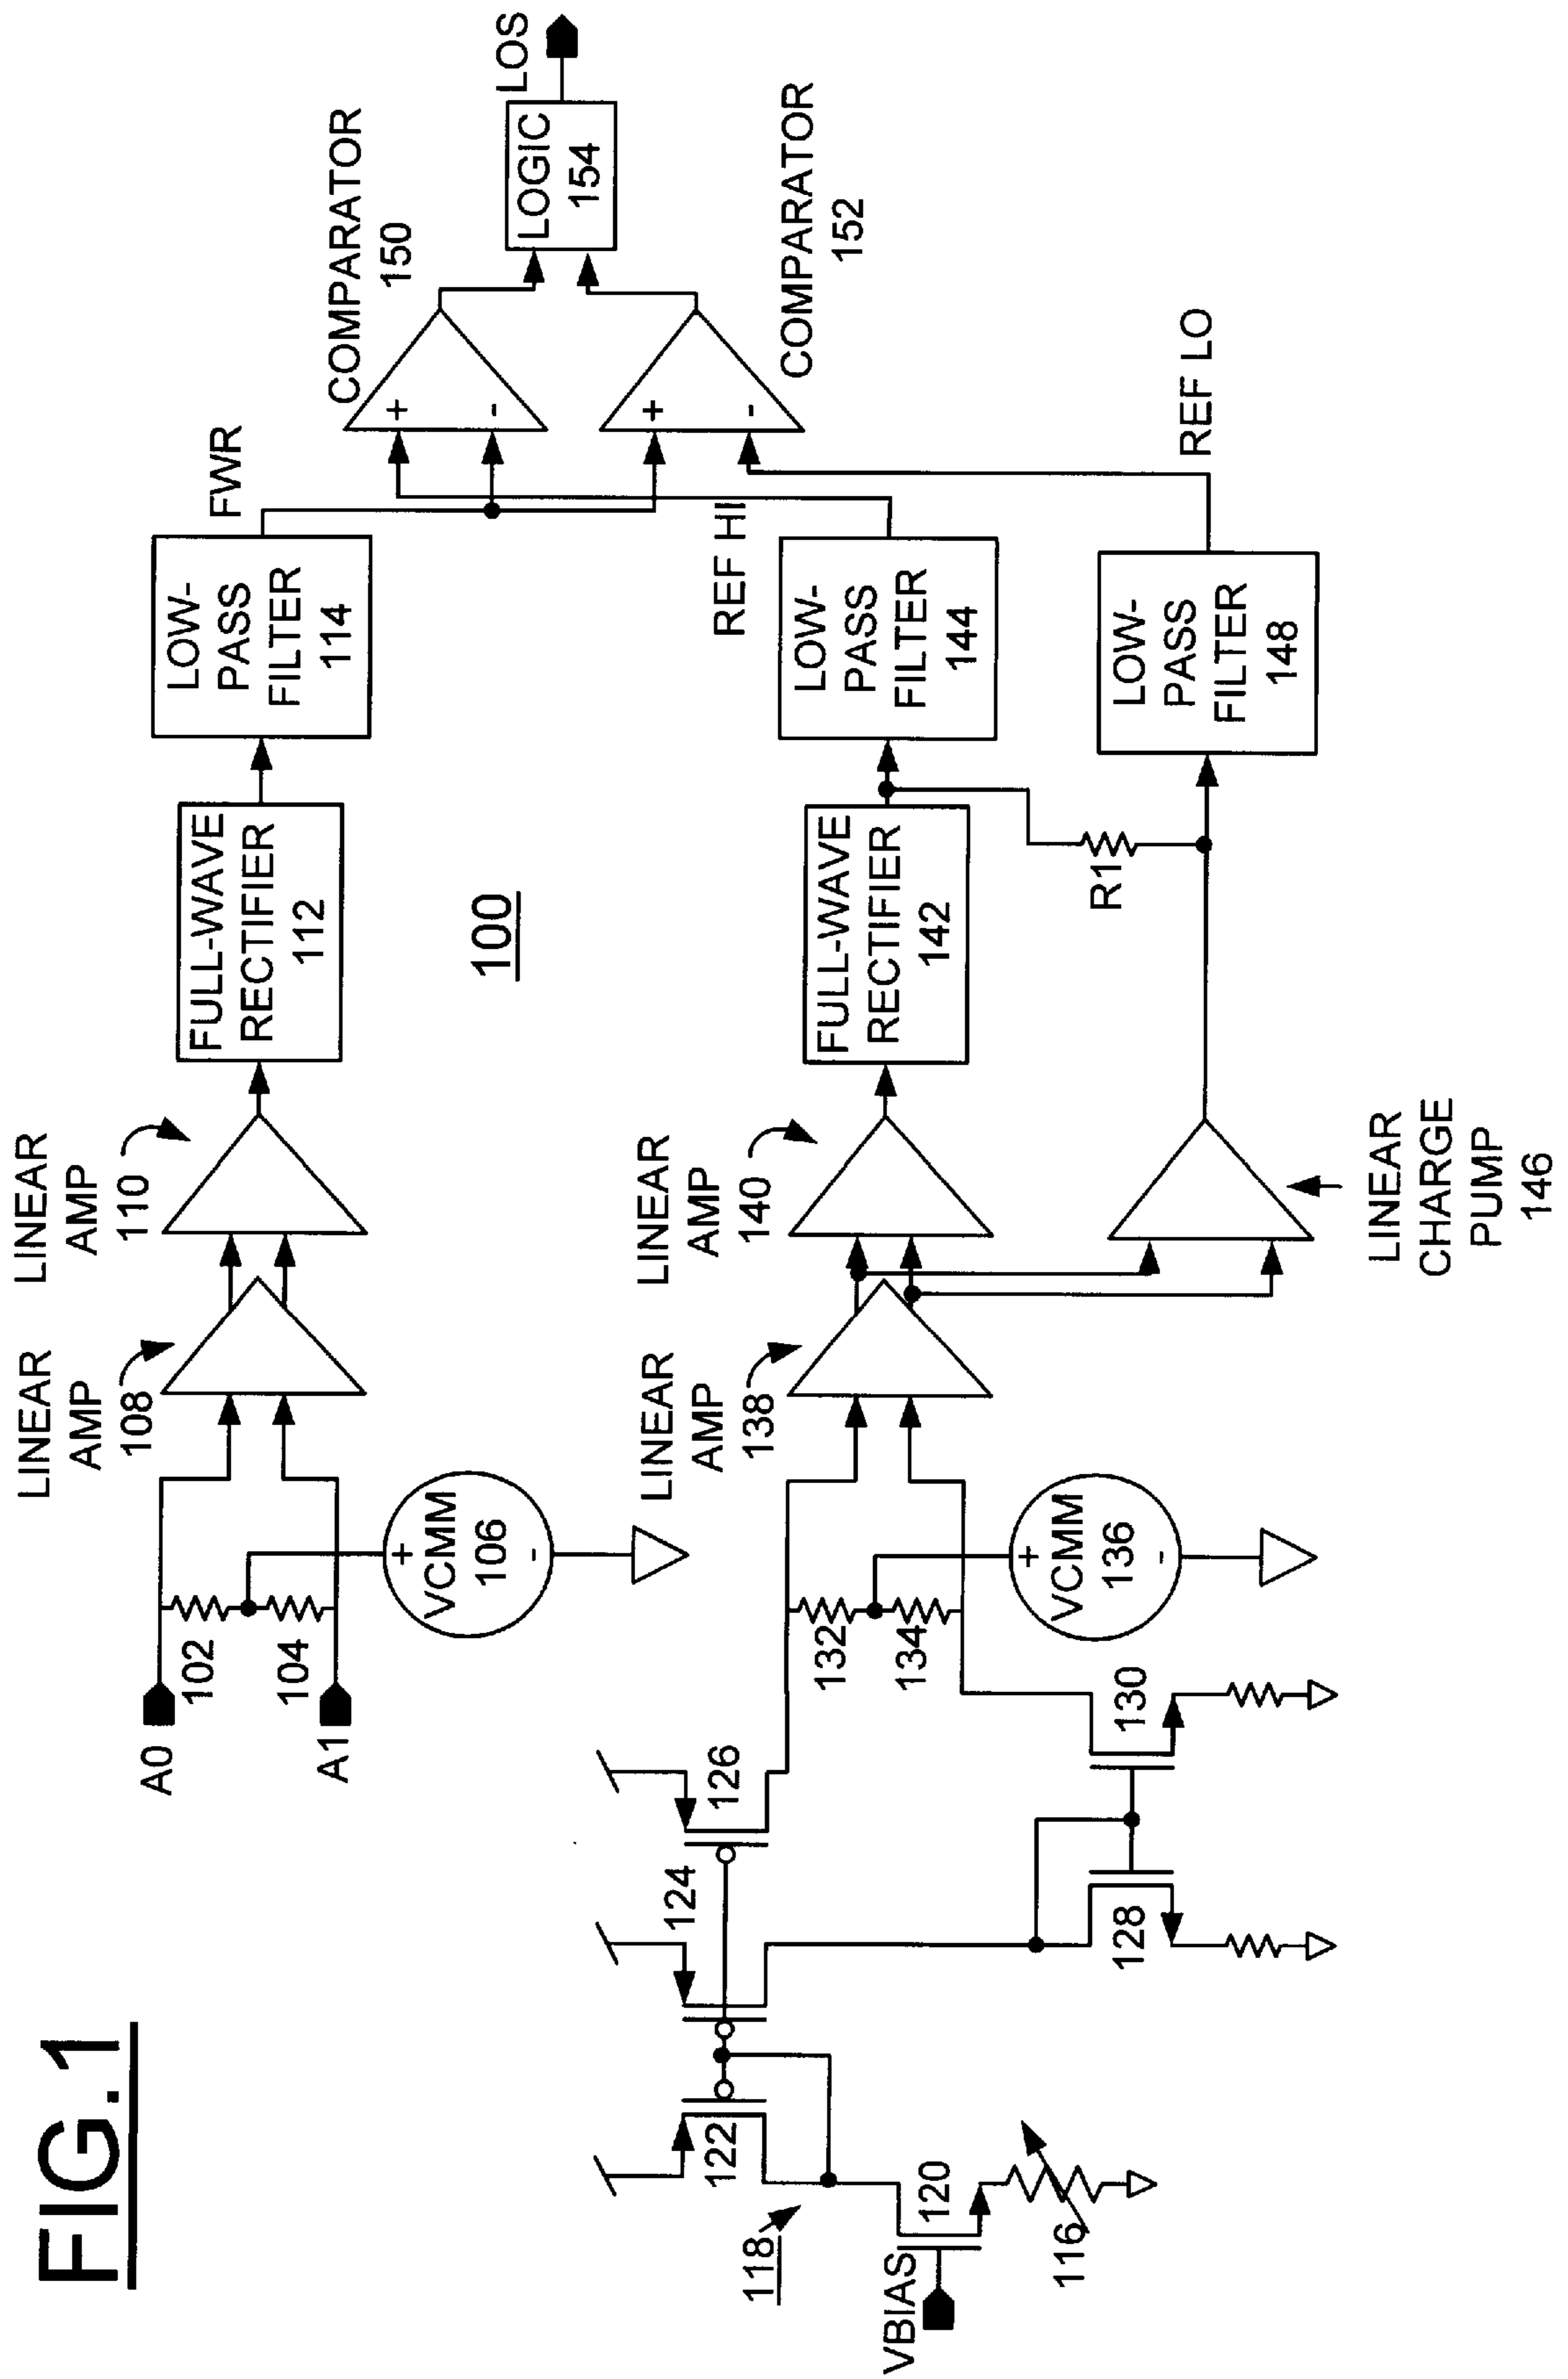 FIG.1
100
A0
A1
102
104
VCMM
106
+
-
LINEAR
AMP
108
LINEAR
AMP
110
FULL-WAVE
RECTIFIER
112
LOW-
PASS
FILTER
114
FWR
COMPARATOR
150
+
-
LOGIC
154
LOS
+
-
COMPARATOR
152
VBIAS
118
120
116
122
124
126
128
130
132
134
VCMM
136
+
-
LINEAR
AMP
138
LINEAR
AMP
140
FULL-WAVE
RECTIFIER
142
LOW-
PASS
FILTER
144
REF HI
R1
LINEAR
CHARGE
PUMP
146
LOW-
PASS
FILTER
148
REF LO